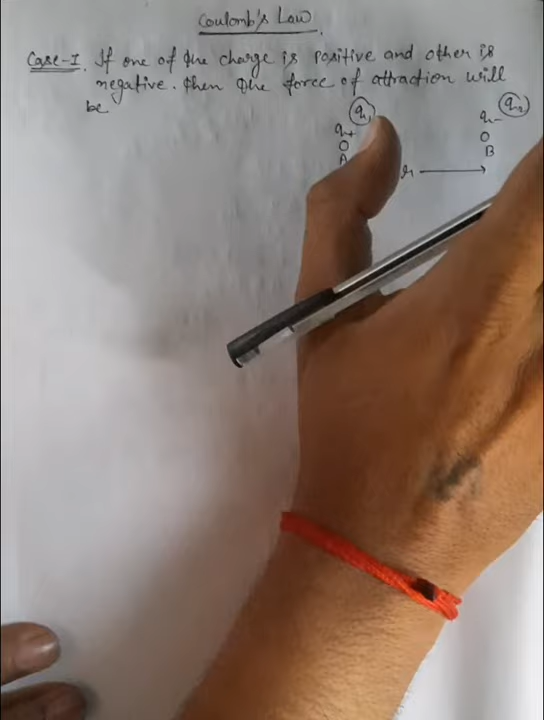 Coulomb's Law.
Case-I. If one of the charge is positive and other is
negative. then the force of attraction will
be
q₁ q₂
q+ q-
O O
A B
r